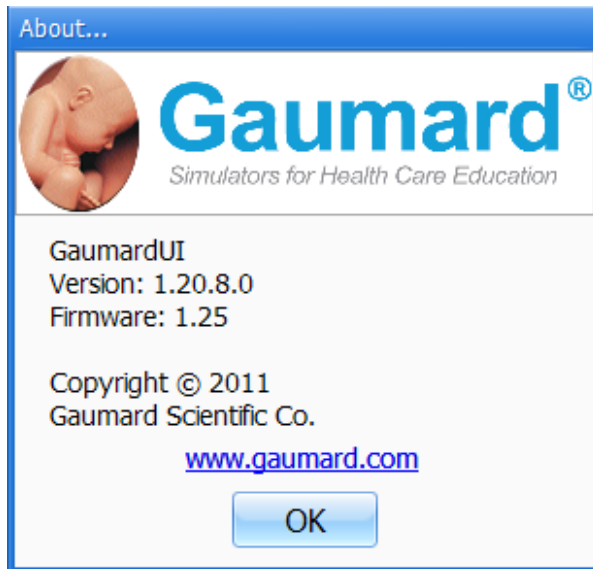 About...
Gaumard®
Simulators for Health Care Education
GaumardUI
Version: 1.20.8.0
Firmware: 1.25
Copyright © 2011
Gaumard Scientific Co.
www.gaumard.com
OK